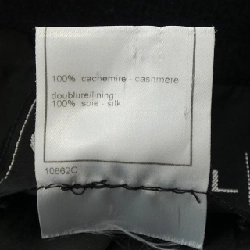 100% cachemire - cashmere
doublure/lining
100% soie - silk
10662C